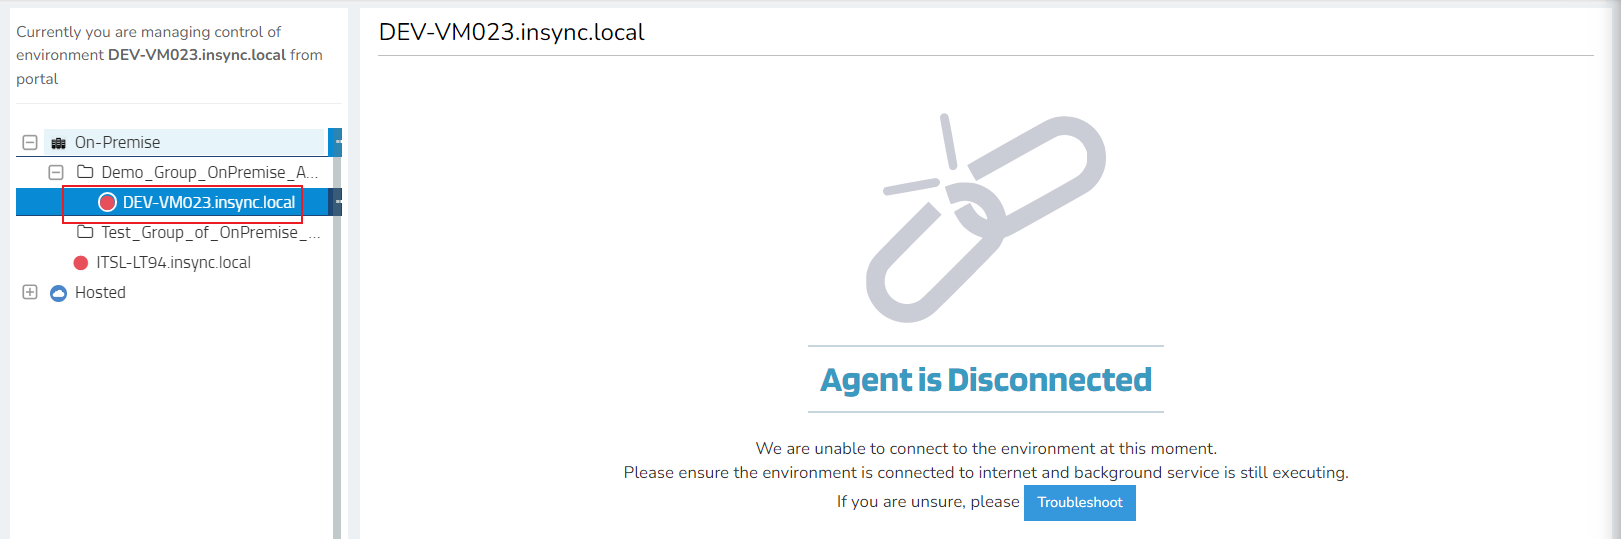 Currently you are managing control of
environment DEV-VM023.insync.local from
portal
On-Premise
Demo_Group_OnPremise_A...
DEV-VM023.insync.local
Test_Group_of_OnPremise_...
ITSL-LT94.insync.local
Hosted
DEV-VM023.insync.local
Agent is Disconnected
We are unable to connect to the environment at this moment.
Please ensure the environment is connected to internet and background service is still executing.
If you are unsure, please Troubleshoot